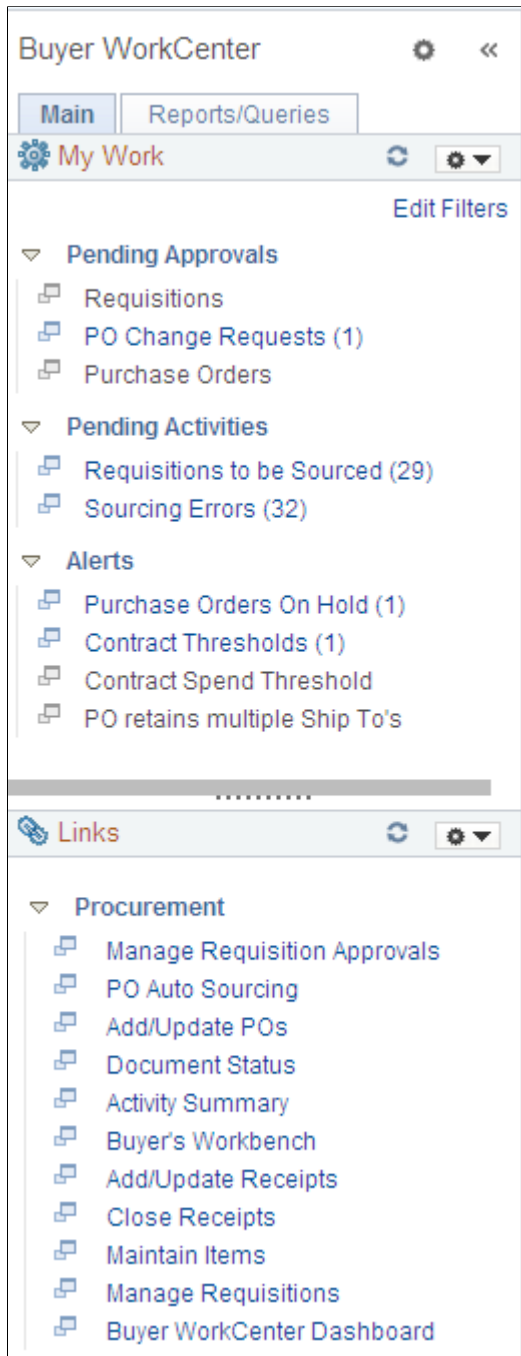 Buyer WorkCenter
Main Reports/Queries
My Work
Edit Filters
Pending Approvals
Requisitions
PO Change Requests (1)
Purchase Orders
Pending Activities
Requisitions to be Sourced (29)
Sourcing Errors (32)
Alerts
Purchase Orders On Hold (1)
Contract Thresholds (1)
Contract Spend Threshold
PO retains multiple Ship To's
Links
Procurement
Manage Requisition Approvals
PO Auto Sourcing
Add/Update POs
Document Status
Activity Summary
Buyer's Workbench
Add/Update Receipts
Close Receipts
Maintain Items
Manage Requisitions
Buyer WorkCenter Dashboard